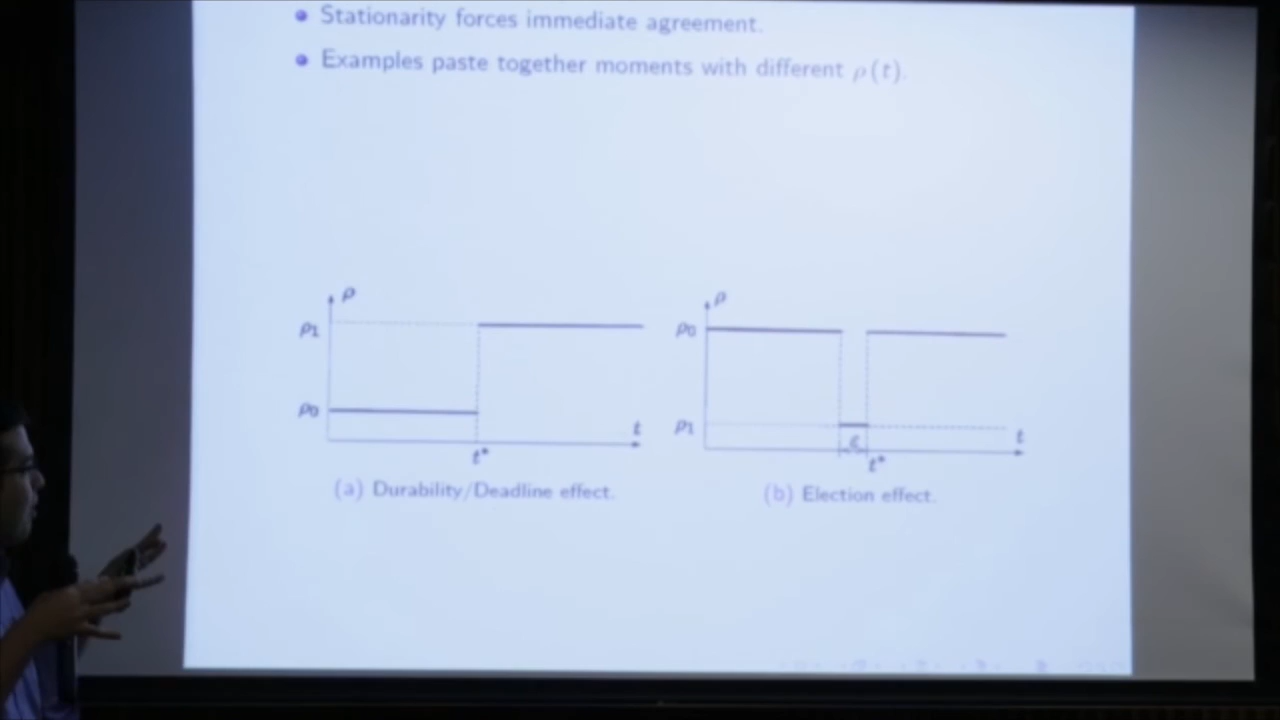 Stationarity forces immediate agreement.
Examples paste together moments with different ρ(t).
ρ
ρ1
ρ0
t
t*
(a) Durability/Deadline effect.
ρ
ρ0
ρ1
ε
t
t*
(b) Election effect.